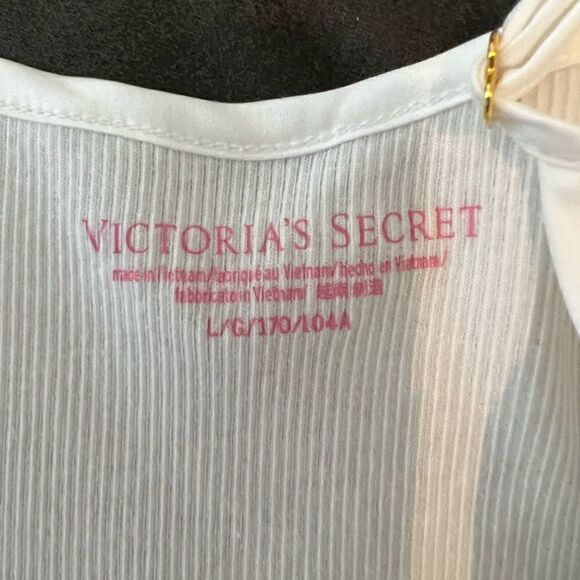 VICTORIA'S SECRET
made in Vietnam/fabriqué au Vietnam/hecho en Vietnam/
fabbricato in Vietnam/ 越南制造
L/G/170/104A